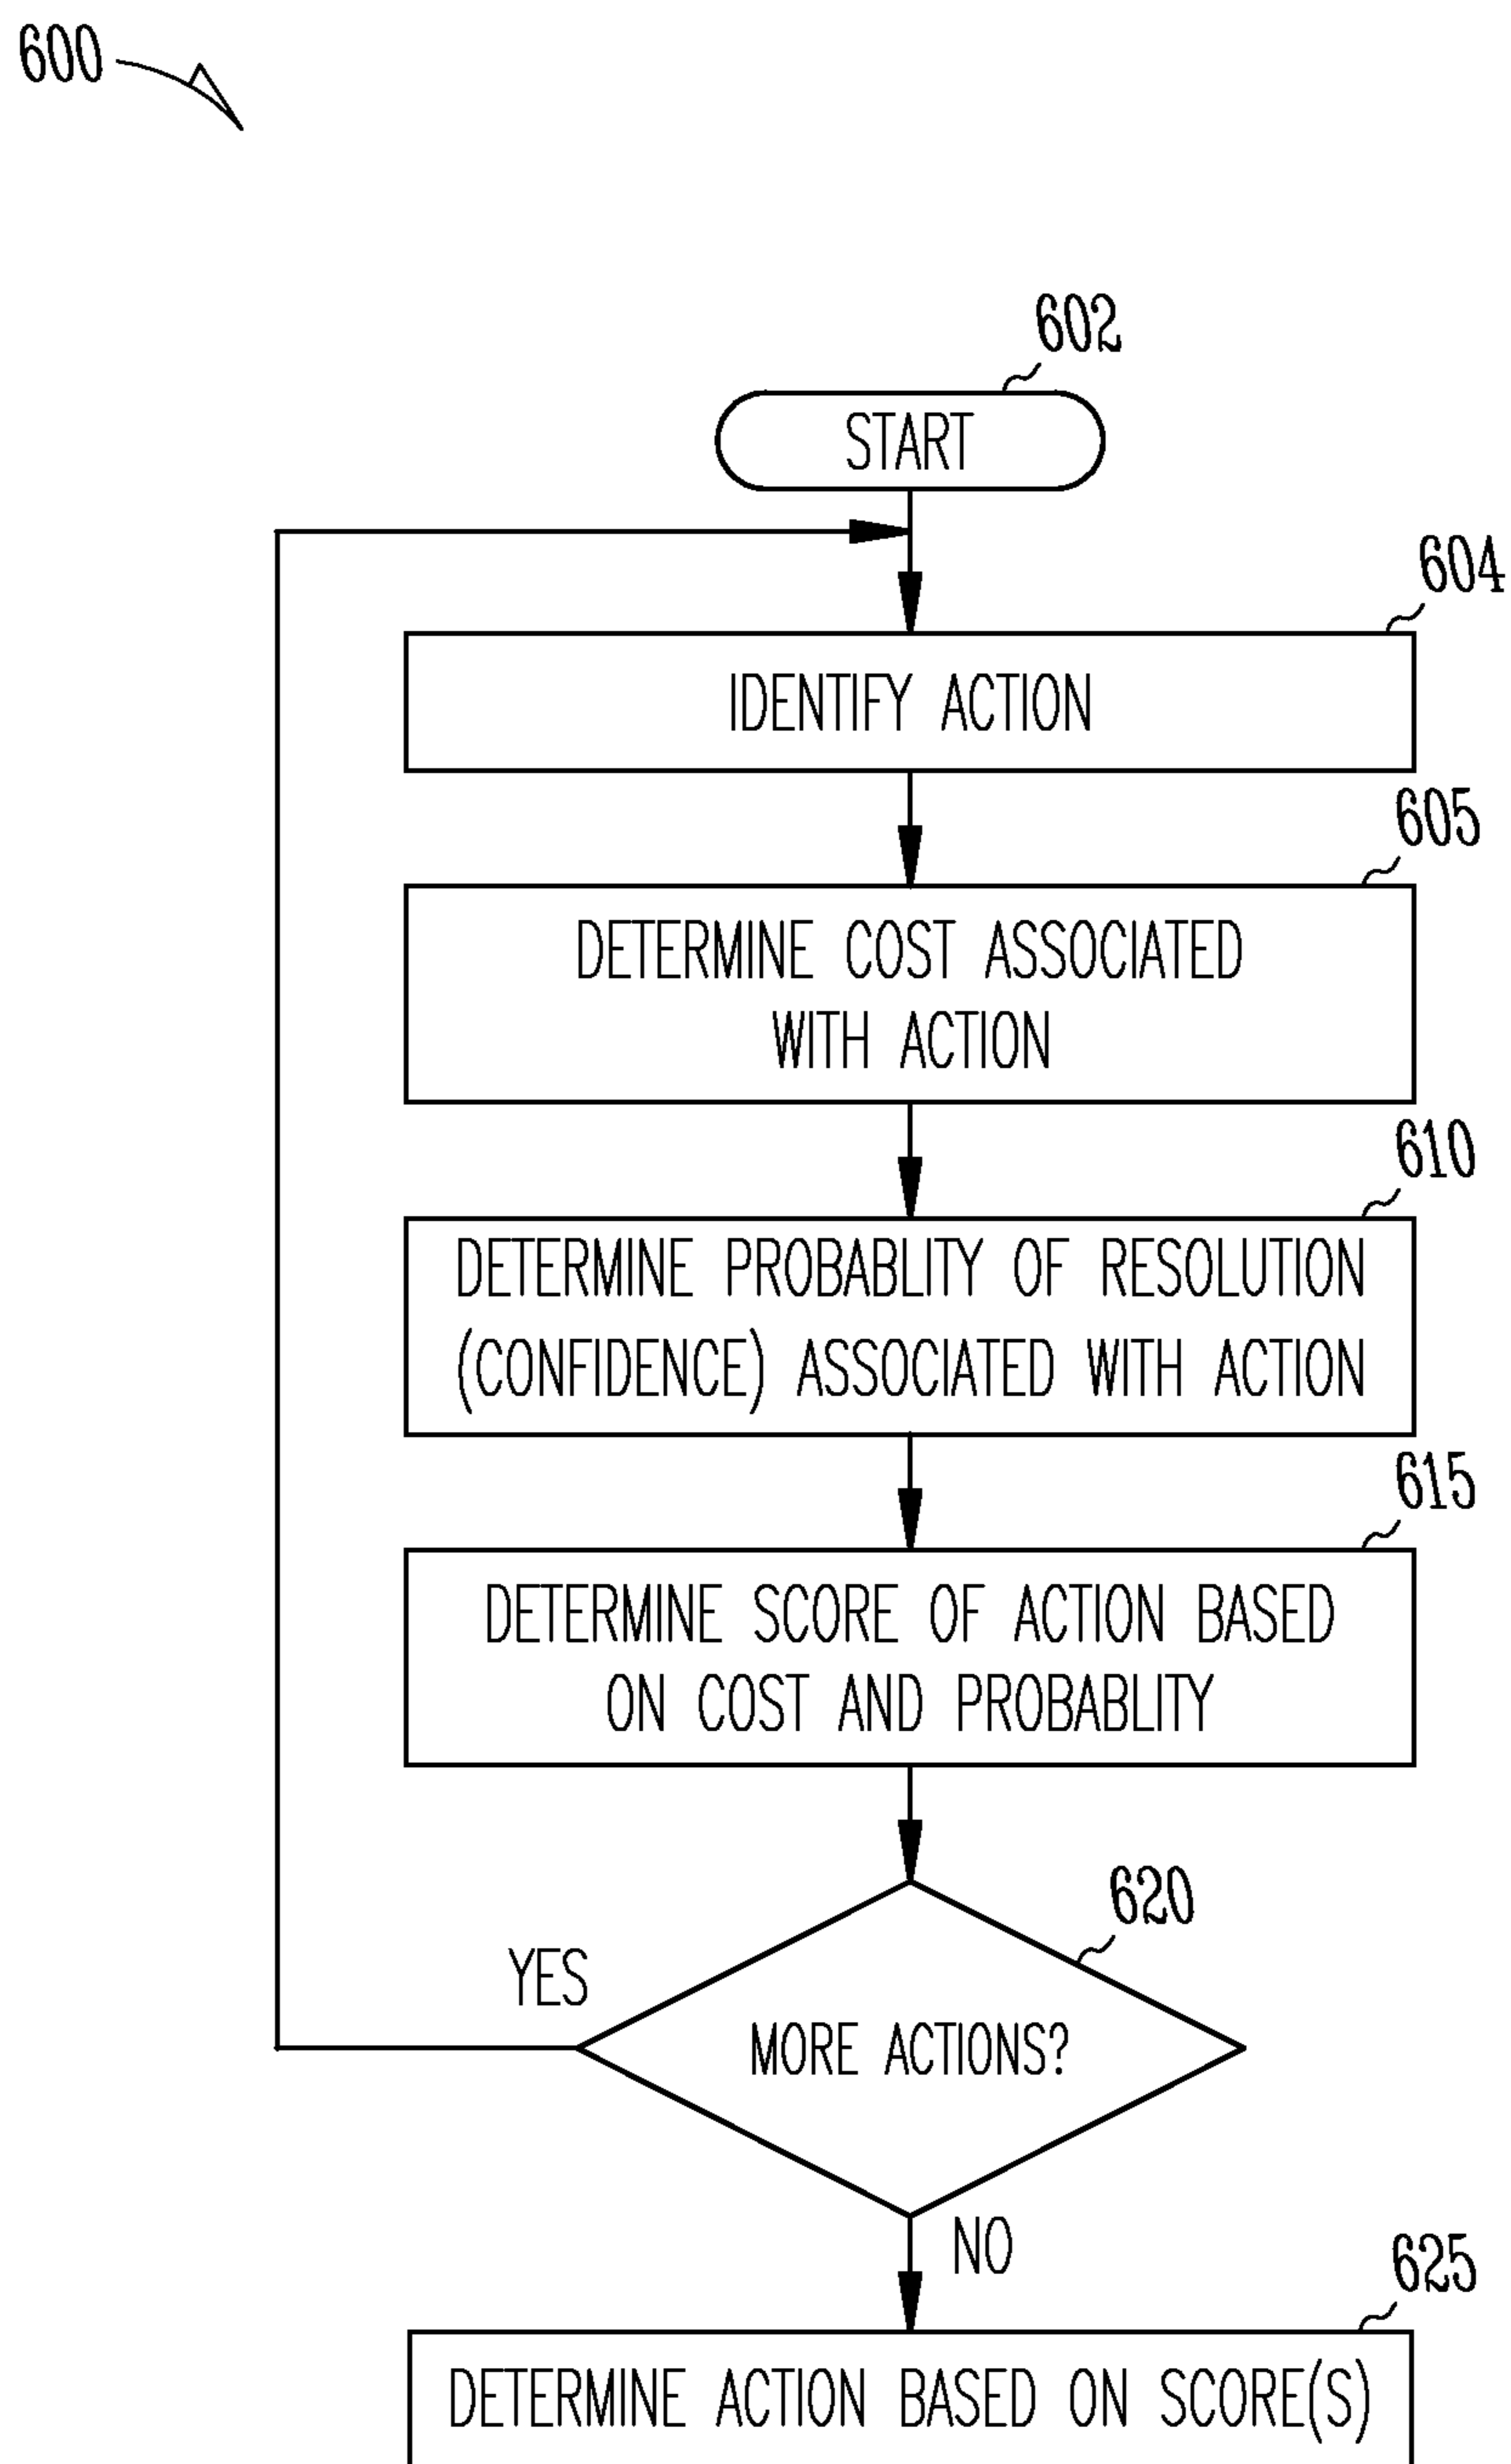 600
602
START
604
IDENTIFY ACTION
605
DETERMINE COST ASSOCIATED
WITH ACTION
610
DETERMINE PROBABLITY OF RESOLUTION
(CONFIDENCE) ASSOCIATED WITH ACTION
615
DETERMINE SCORE OF ACTION BASED
ON COST AND PROBABLITY
620
YES
MORE ACTIONS?
NO
625
DETERMINE ACTION BASED ON SCORE(S)